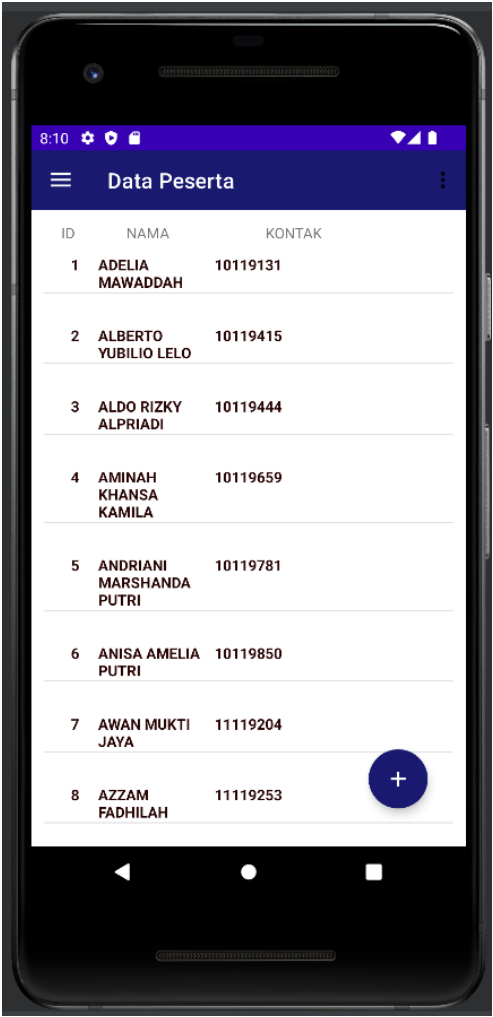 8:10
Data Peserta
ID NAMA KONTAK
1 ADELIA 10119131
MAWADDAH
2 ALBERTO 10119415
YUBILIO LELO
3 ALDO RIZKY 10119444
ALPRIADI
4 AMINAH 10119659
KHANSA
KAMILA
5 ANDRIANI 10119781
MARSHANDA
PUTRI
6 ANISA AMELIA 10119850
PUTRI
7 AWAN MUKTI 11119204
JAYA
8 AZZAM 11119253
FADHILAH
+